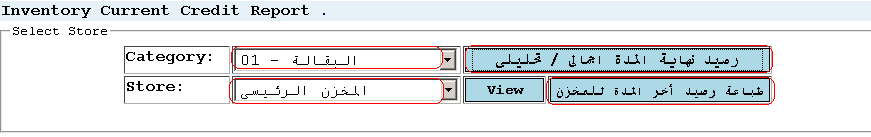 Inventory Current Credit Report .
Select Store
Category: البقالة - 01 رصيد نهاية المدة اجمالى / تحليلى
Store: المخزن الرئيسى View طباعة رصيد أخر المدة للمخزن